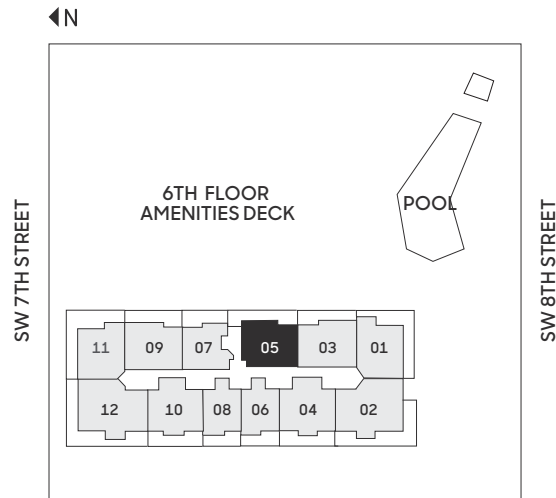 N
6TH FLOOR
AMENITIES DECK
POOL
SW 7TH STREET
SW 8TH STREET
11 09 07 05 03 01
12 10 08 06 04 02